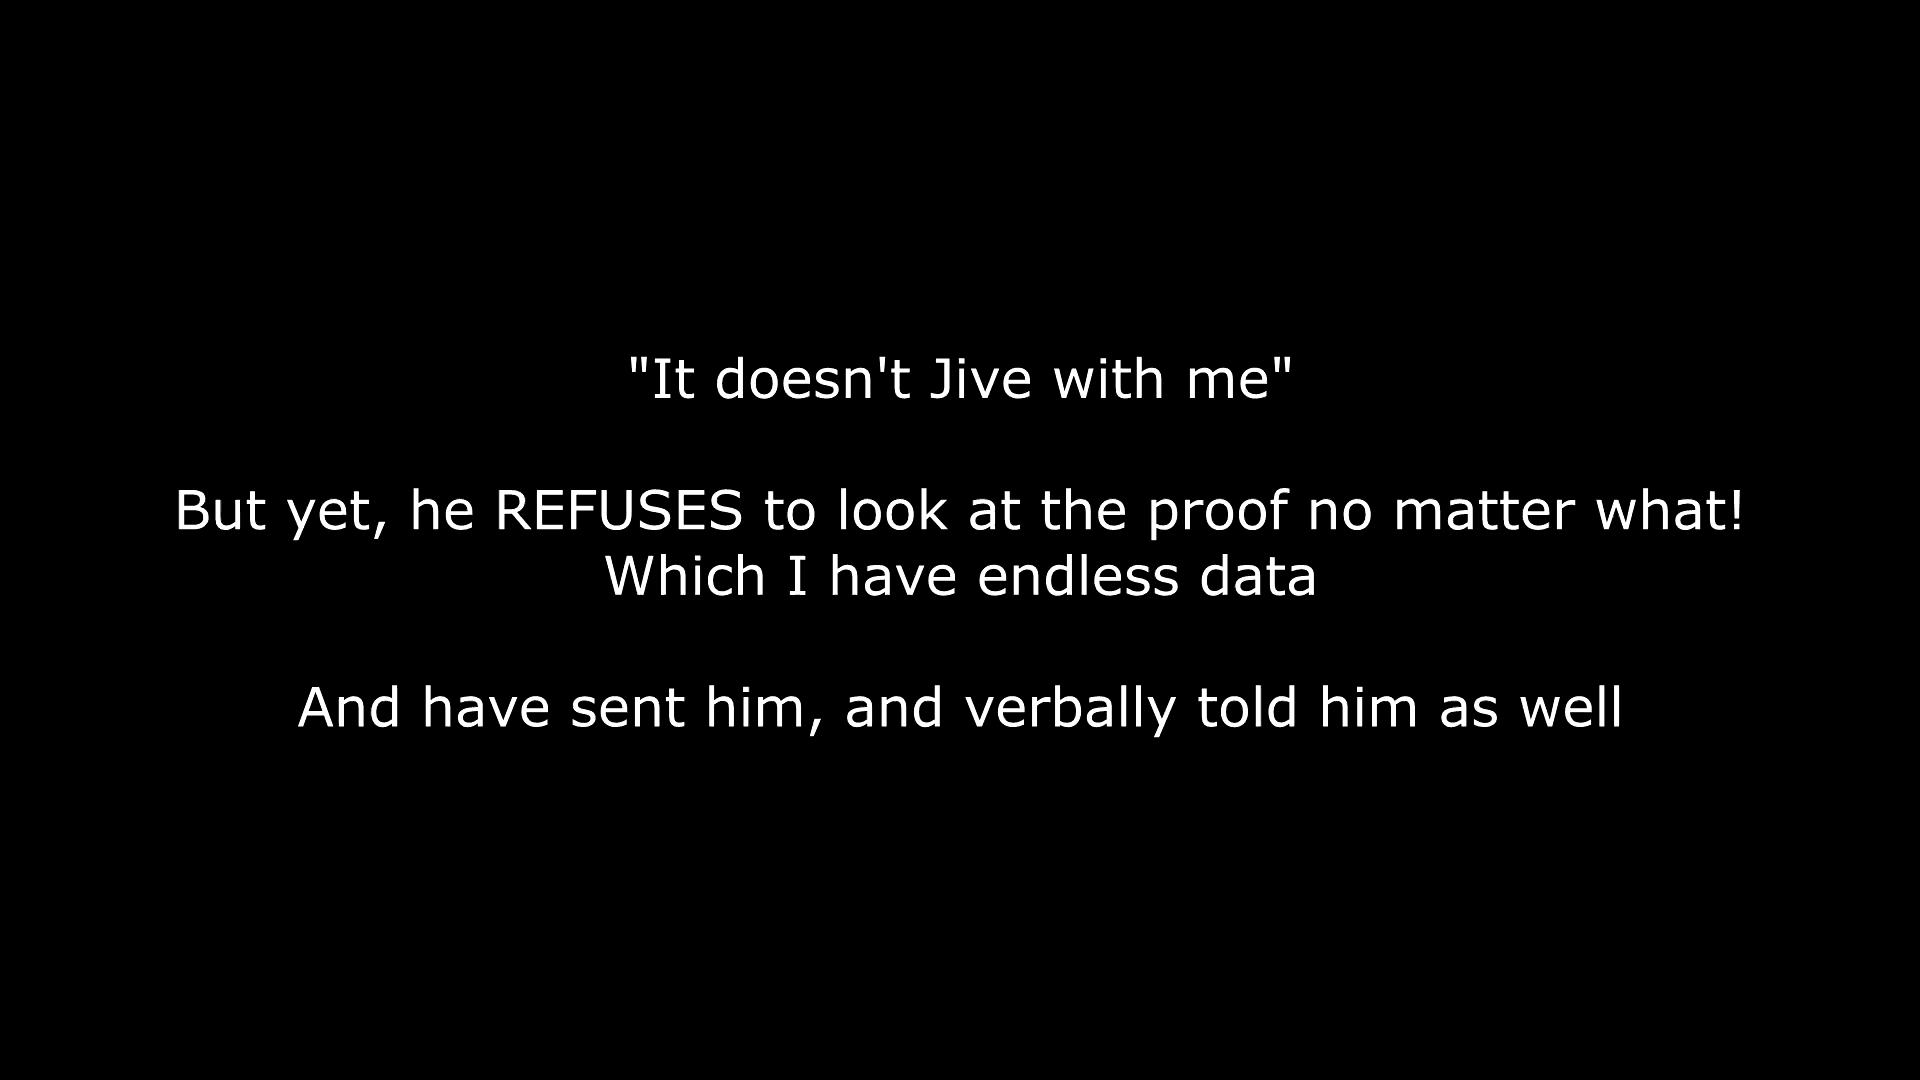 "It doesn't Jive with me"
But yet, he REFUSES to look at the proof no matter what!
Which I have endless data
And have sent him, and verbally told him as well